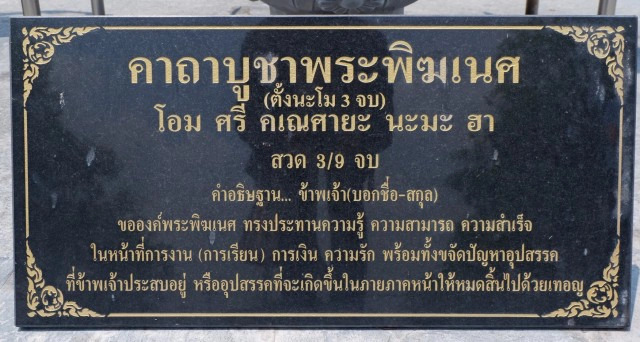 คาถาบูชาพระพิฆเนศ
(ตั้งนะโม 3 จบ)
โอม ศรี คเณศายะ นะมะ ฮา
สวด 3/9 จบ
คำอธิษฐาน... ข้าพเจ้า(บอกชื่อ-สกุล)
ขอองค์พระพิฆเนศ ทรงประทานความรู้ ความสามารถ ความสำเร็จ
ในหน้าที่การงาน (การเรียน) การเงิน ความรัก พร้อมทั้งขจัดปัญหาอุปสรรค
ที่ข้าพเจ้าประสบอยู่ หรืออุปสรรคที่จะเกิดขึ้นในภายภาคหน้าให้หมดสิ้นไปด้วยเทอญ